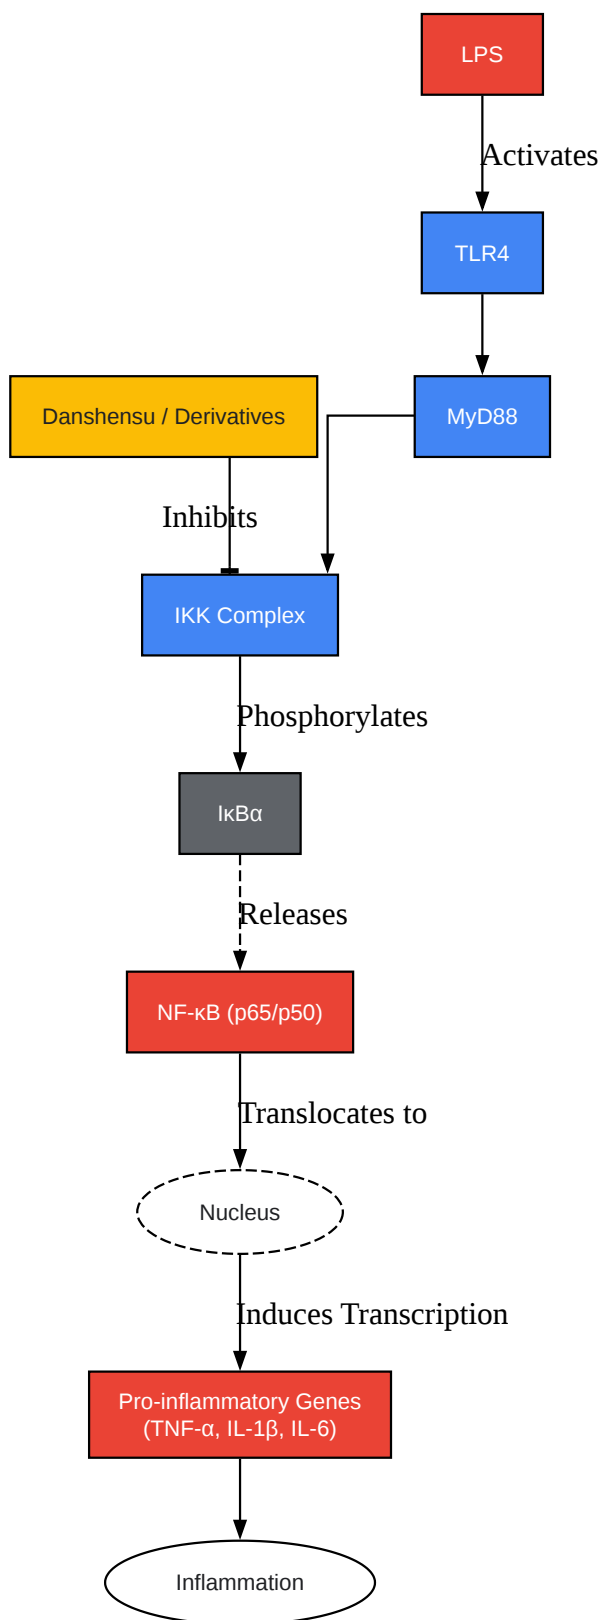 LPS
Activates
TLR4
Danshensu / Derivatives
MyD88
Inhibits
IKK Complex
Phosphorylates
IκBα
Releases
NF-κB (p65/p50)
Translocates to
Nucleus
Induces Transcription
Pro-inflammatory Genes
(TNF-α, IL-1β, IL-6)
Inflammation